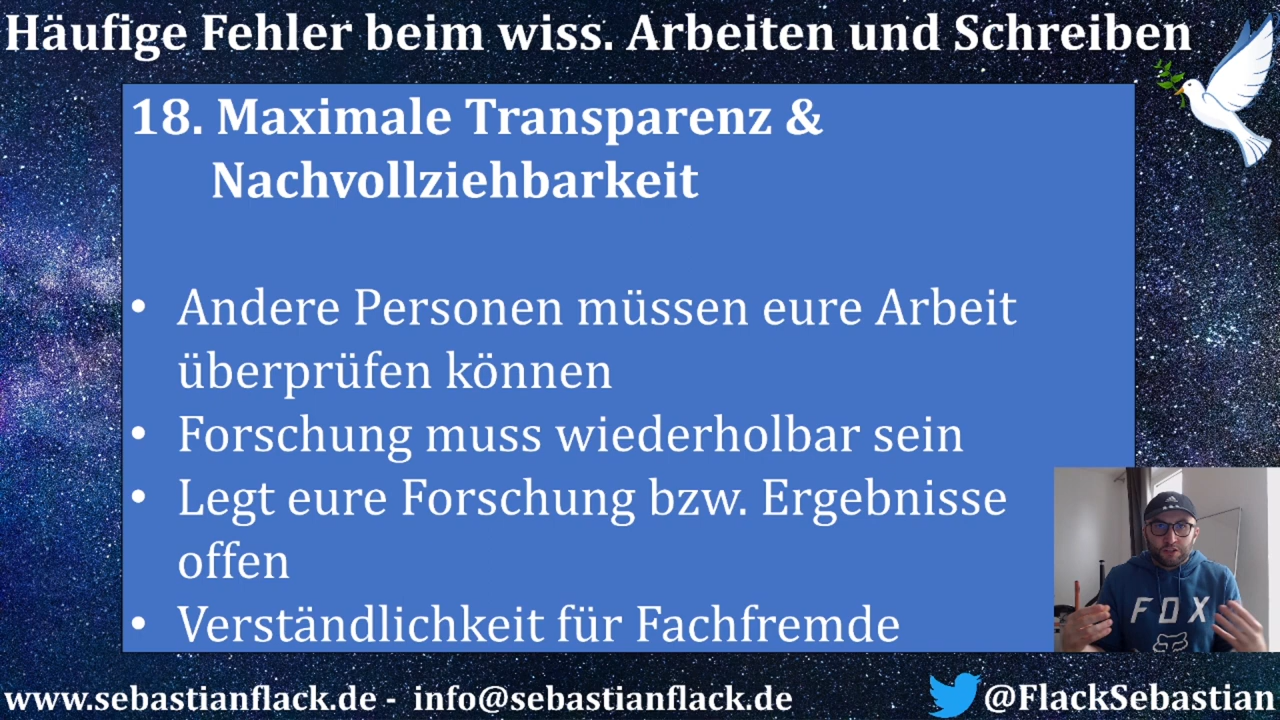 Häufige Fehler beim wiss. Arbeiten und Schreiben
18. Maximale Transparenz &
Nachvollziehbarkeit
• Andere Personen müssen eure Arbeit
überprüfen können
• Forschung muss wiederholbar sein
• Legt eure Forschung bzw. Ergebnisse
offen
• Verständlichkeit für Fachfremde
FOX
www.sebastianflack.de - info@sebastianflack.de
@FlackSebastian